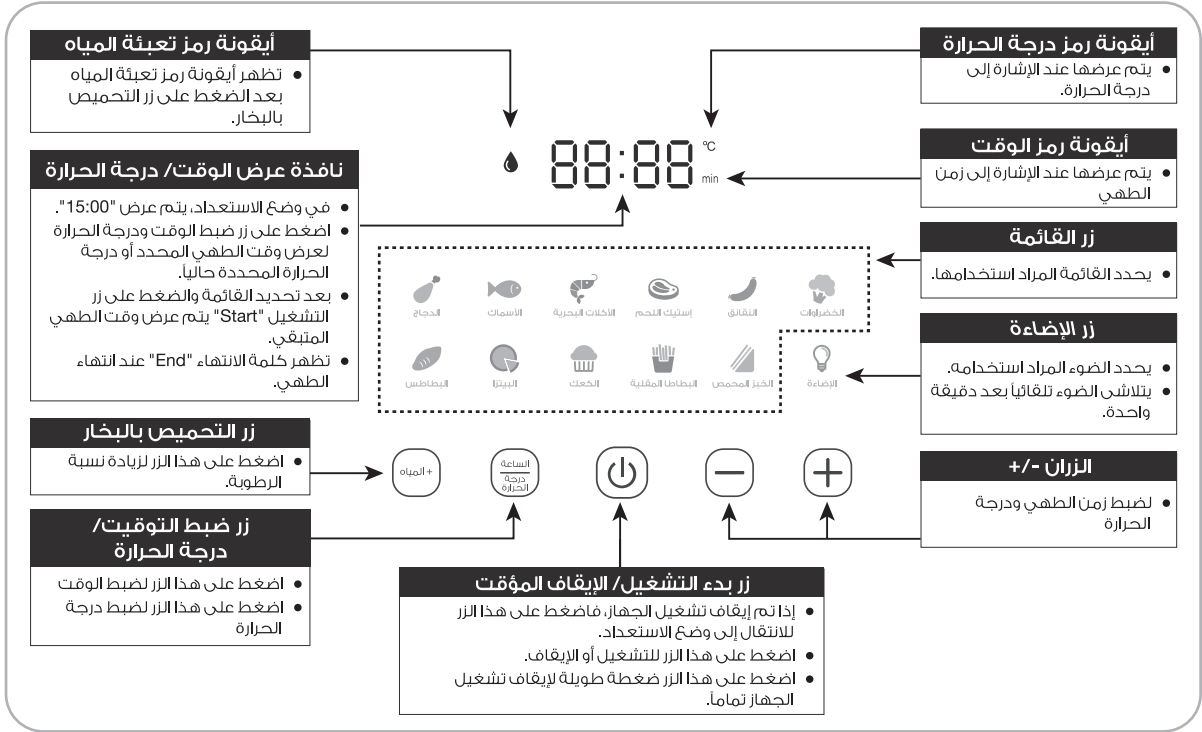 أيقونة رمز درجة الحرارة
• يتم عرضها عند الإشارة إلى
درجة الحرارة.
أيقونة رمز تعبئة المياه
• تظهر أيقونة رمز تعبئة المياه
بعد الضغط على زر التحميص
بالبخار.
88:88
°C
min
أيقونة رمز الوقت
• يتم عرضها عند الإشارة إلى زمن
الطهي
نافذة عرض الوقت/ درجة الحرارة
• في وضع الاستعداد، يتم عرض "15:00".
• اضغط على زر ضبط الوقت ودرجة الحرارة
لعرض وقت الطهي المحدد أو درجة
الحرارة المحددة حالياً.
• بعد تحديد القائمة والضغط على زر
التشغيل "Start" يتم عرض وقت الطهي
المتبقي.
• تظهر كلمة الانتهاء "End" عند انتهاء
الطهي.
زر القائمة
• يحدد القائمة المراد استخدامها.
الخضراوات
النقانق
إستيك اللحم
الأكلات البحرية
الأسماك
الدجاج
زر الإضاءة
• يحدد الضوء المراد استخدامه.
• يتلاشى الضوء تلقائياً بعد دقيقة
واحدة.
الإضاءة
الخبز المحمص
البطاطا المقلية
الكعك
البيتزا
البطاطس
الزران -/+
• لضبط زمن الطهي ودرجة
الحرارة
زر التحميص بالبخار
• اضغط على هذا الزر لزيادة نسبة
الرطوبة.
الساعة
درجة
الحرارة
+ المياه
زر ضبط التوقيت/
درجة الحرارة
• اضغط على هذا الزر لضبط الوقت
• اضغط على هذا الزر لضبط درجة
الحرارة
زر بدء التشغيل/ الإيقاف المؤقت
• إذا تم إيقاف تشغيل الجهاز، فاضغط على هذا الزر
للانتقال إلى وضع الاستعداد.
• اضغط على هذا الزر للتشغيل أو الإيقاف.
• اضغط على هذا الزر ضغطة طويلة لإيقاف تشغيل
الجهاز تماماً.